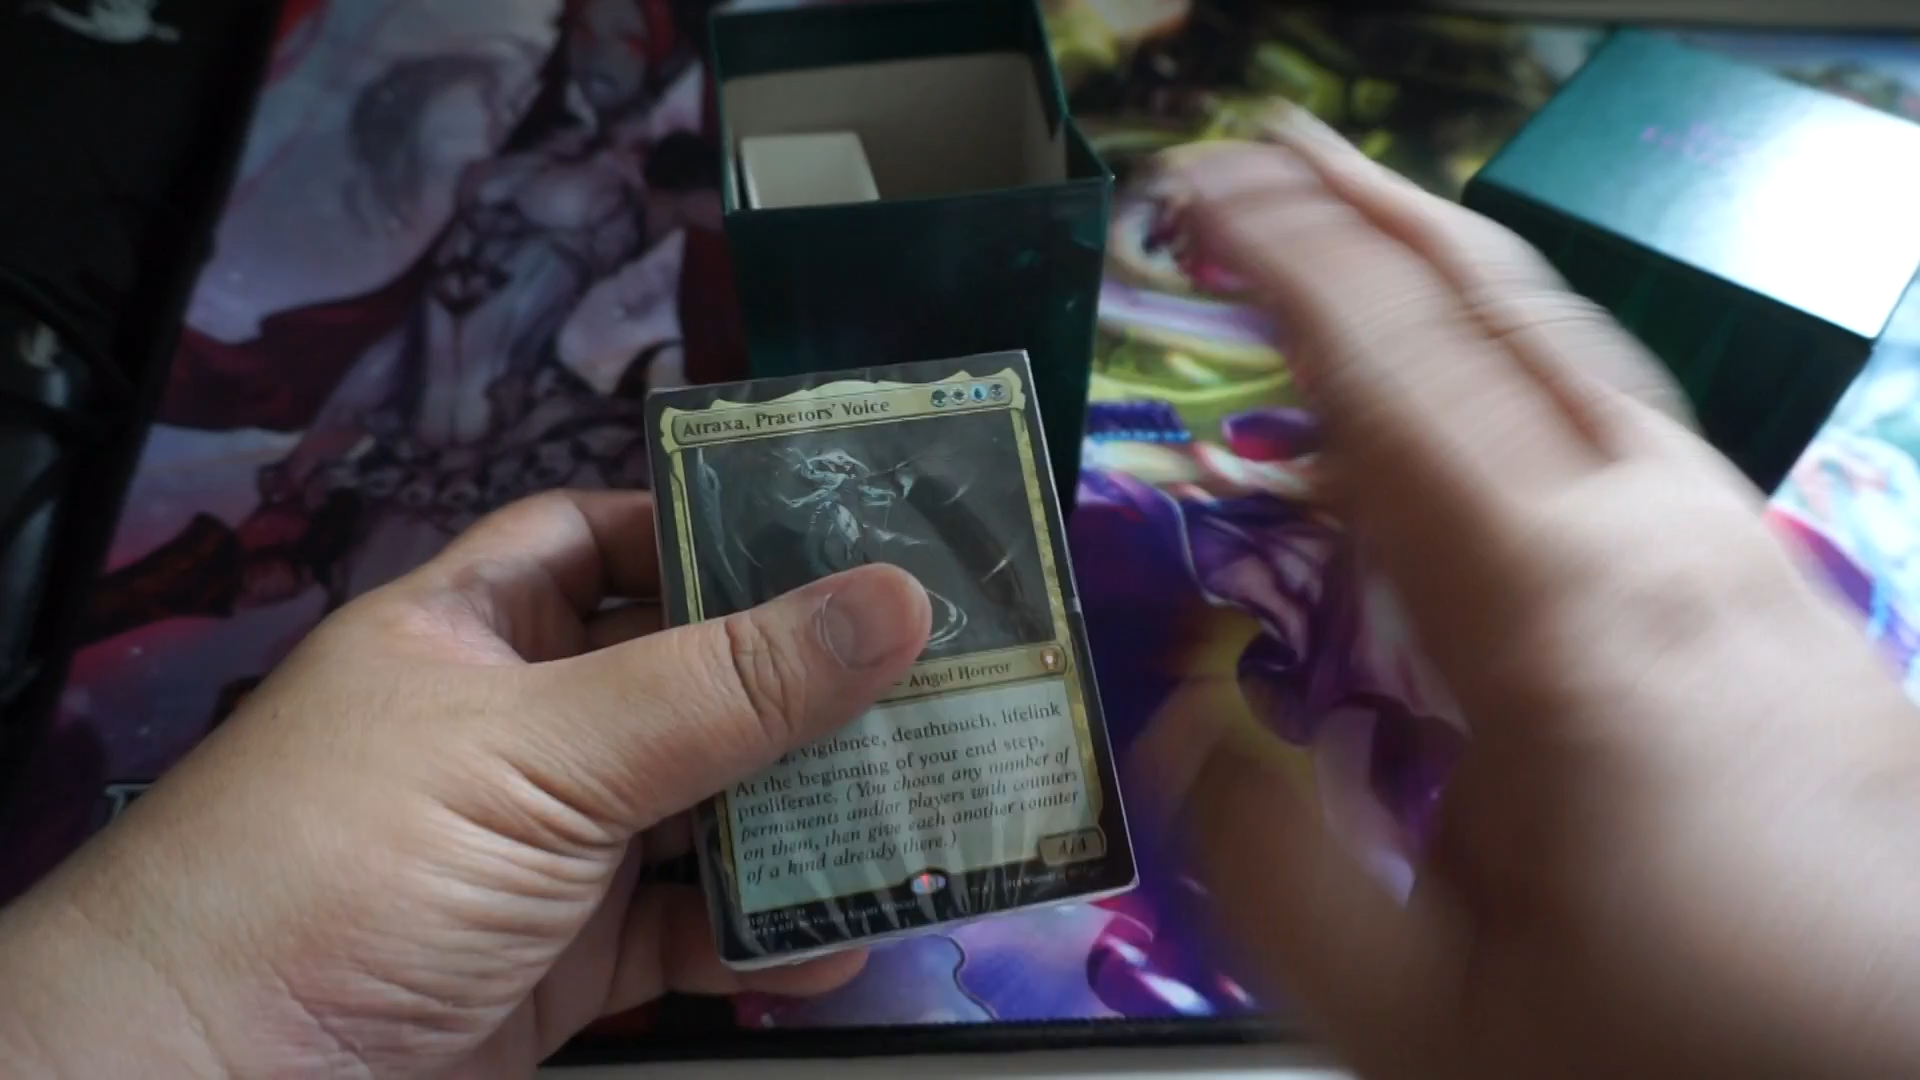 Atraxa, Praetors' Voice
– Angel Horror
vigilance, deathtouch, lifelink
At the beginning of your end step,
proliferate. (You choose any number of
permanents and/or players with counters
on them, then give each another counter
of a kind already there.)
4/4